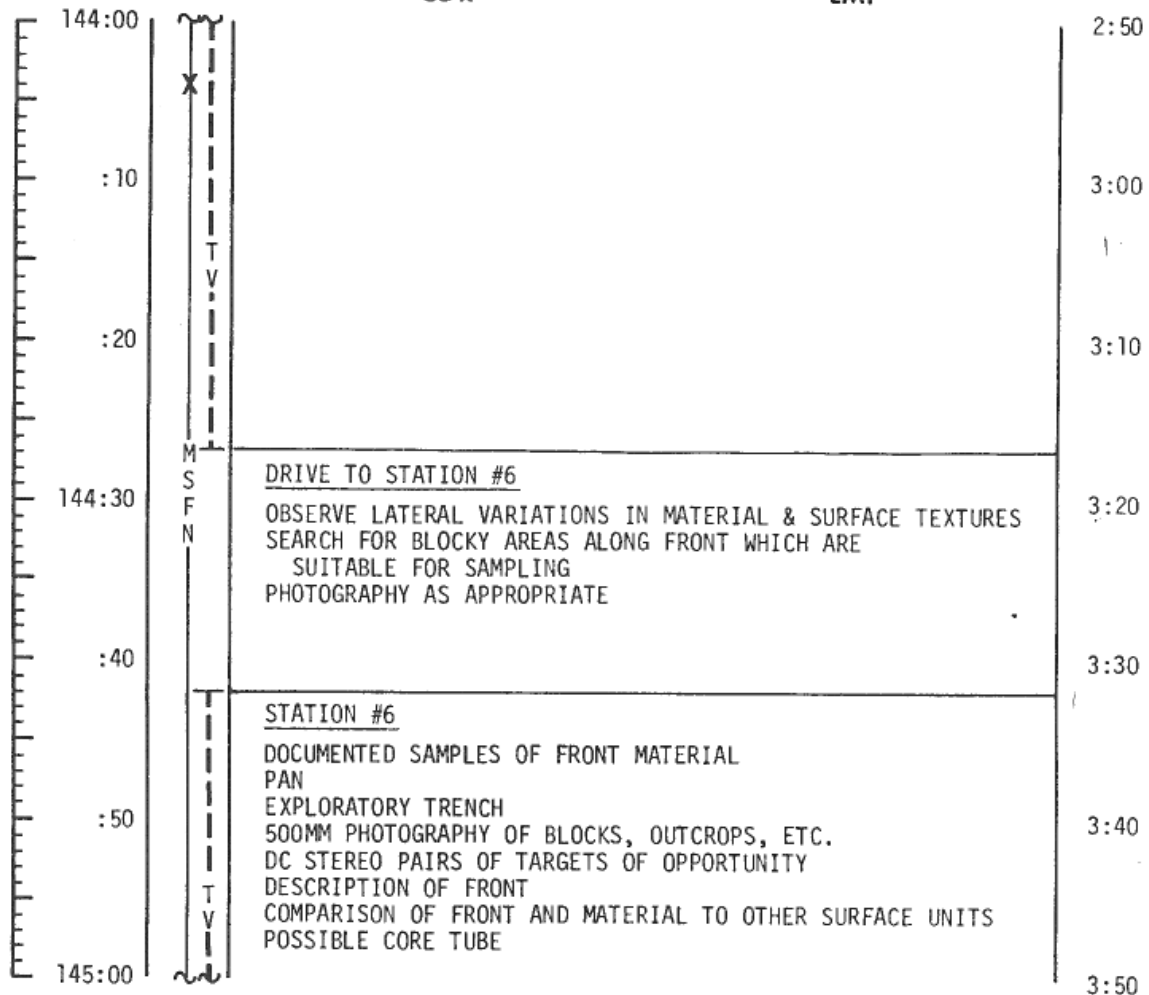 144:00 2:50
X
:10 3:00
TV
:20 3:10
MSFN
DRIVE TO STATION #6
144:30 3:20
OBSERVE LATERAL VARIATIONS IN MATERIAL & SURFACE TEXTURES
SEARCH FOR BLOCKY AREAS ALONG FRONT WHICH ARE
SUITABLE FOR SAMPLING
PHOTOGRAPHY AS APPROPRIATE
:40 3:30
STATION #6
DOCUMENTED SAMPLES OF FRONT MATERIAL
PAN
EXPLORATORY TRENCH
:50 3:40
500MM PHOTOGRAPHY OF BLOCKS, OUTCROPS, ETC.
DC STEREO PAIRS OF TARGETS OF OPPORTUNITY
DESCRIPTION OF FRONT
TV
COMPARISON OF FRONT AND MATERIAL TO OTHER SURFACE UNITS
POSSIBLE CORE TUBE
145:00 3:50